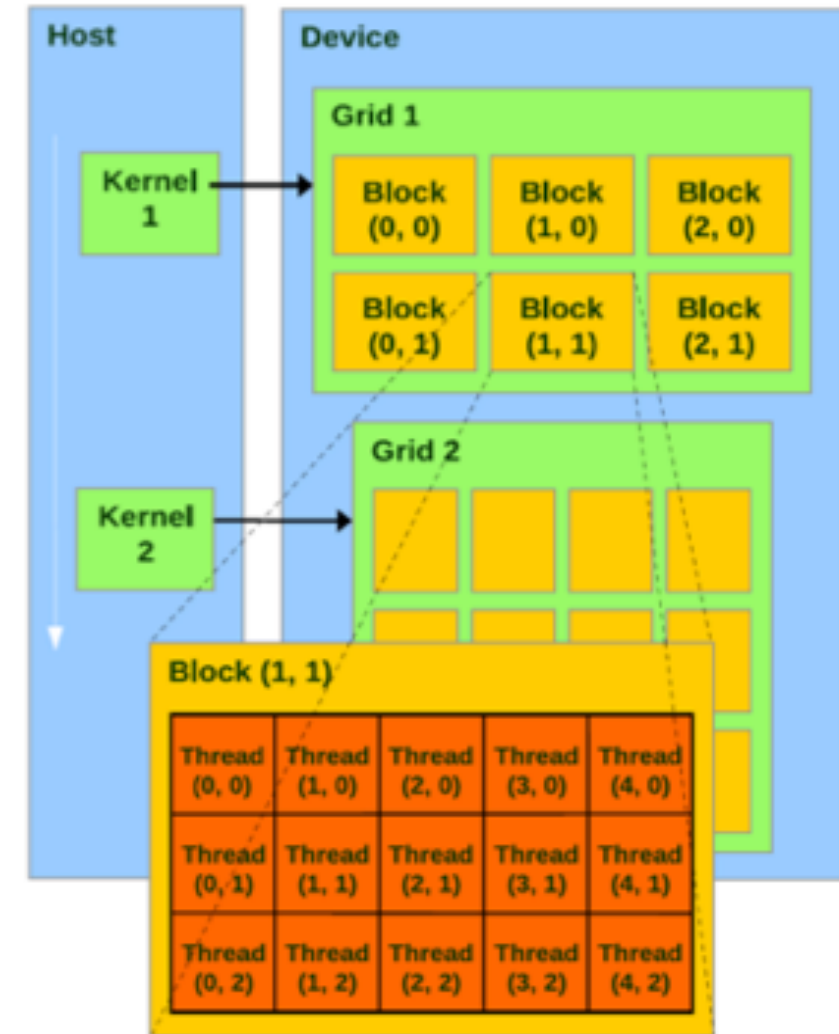 Host
Device
Grid 1
Kernel
1
Block
(0, 0)
Block
(1, 0)
Block
(2, 0)
Block
(0, 1)
Block
(1, 1)
Block
(2, 1)
Grid 2
Kernel
2
Block (1, 1)
Thread
(0, 0)
Thread
(1, 0)
Thread
(2, 0)
Thread
(3, 0)
Thread
(4, 0)
Thread
(0, 1)
Thread
(1, 1)
Thread
(2, 1)
Thread
(3, 1)
Thread
(4, 1)
Thread
(0, 2)
Thread
(1, 2)
Thread
(2, 2)
Thread
(3, 2)
Thread
(4, 2)